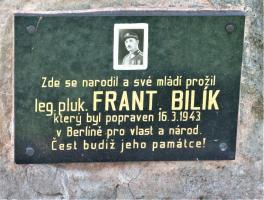 Zde se narodil a své mládí prožil
leg. pluk. FRANT. BILÍK
který byl popraven 16.3.1943
v Berlíně pro vlast a národ.
Čest budiž jeho památce!